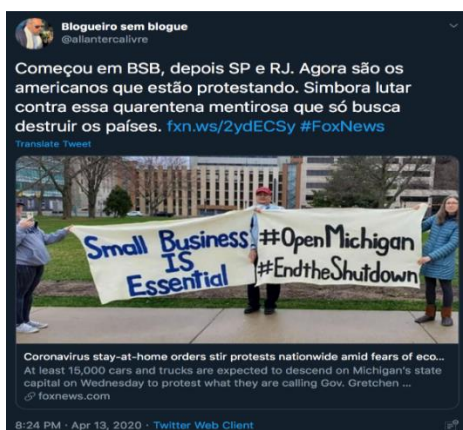 Blogueiro sem blogue
@allantercalivre
Começou em BSB, depois SP e RJ. Agora são os
americanos que estão protestando. Simbora lutar
contra essa quarentena mentirosa que só busca
destruir os países. fxn.ws/2ydECSy #FoxNews
Translate Tweet
Small Business
IS
Essential
#OpenMichigan
#EndtheShutdown
Coronavirus stay-at-home orders stir protests nationwide amid fears of eco...
At least 15,000 cars and trucks are expected to descend on Michigan's state
capital on Wednesday to protest what they are calling Gov. Gretchen ...
foxnews.com
8:24 PM · Apr 13, 2020 · Twitter Web Client